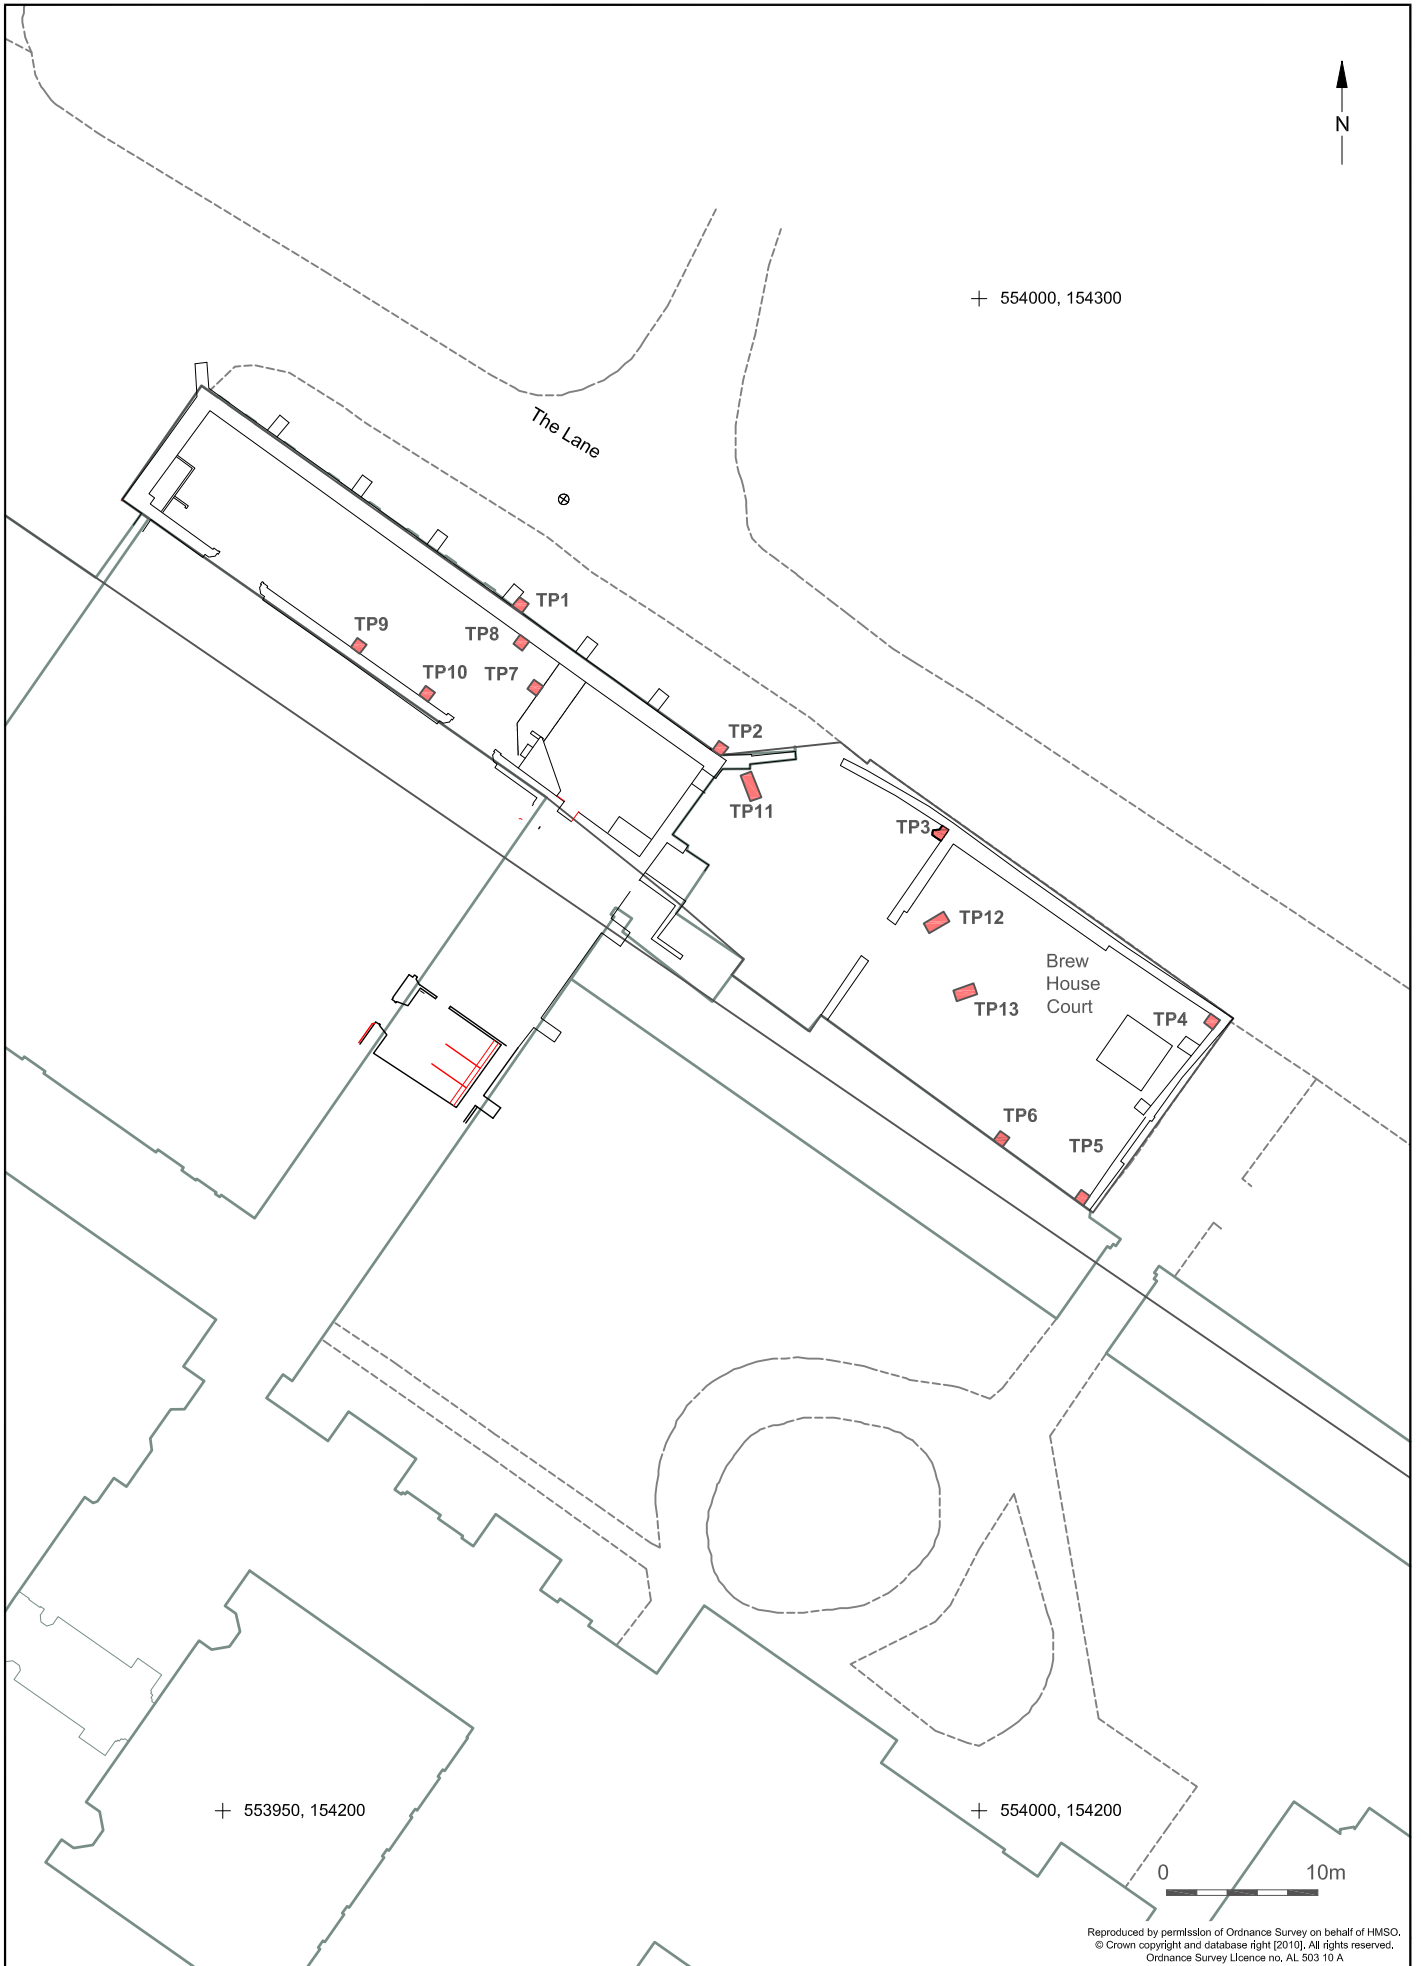 N
554000, 154300
The Lane
TP1
TP9
TP8
TP10
TP7
TP2
TP11
TP3
TP12
Brew
House
Court
TP13
TP4
TP6
TP5
553950, 154200
554000, 154200
0
10m
Reproduced by permission of Ordnance Survey on behalf of HMSO.
© Crown copyright and database right [2010]. All rights reserved.
Ordnance Survey Licence no. AL 503 10 A